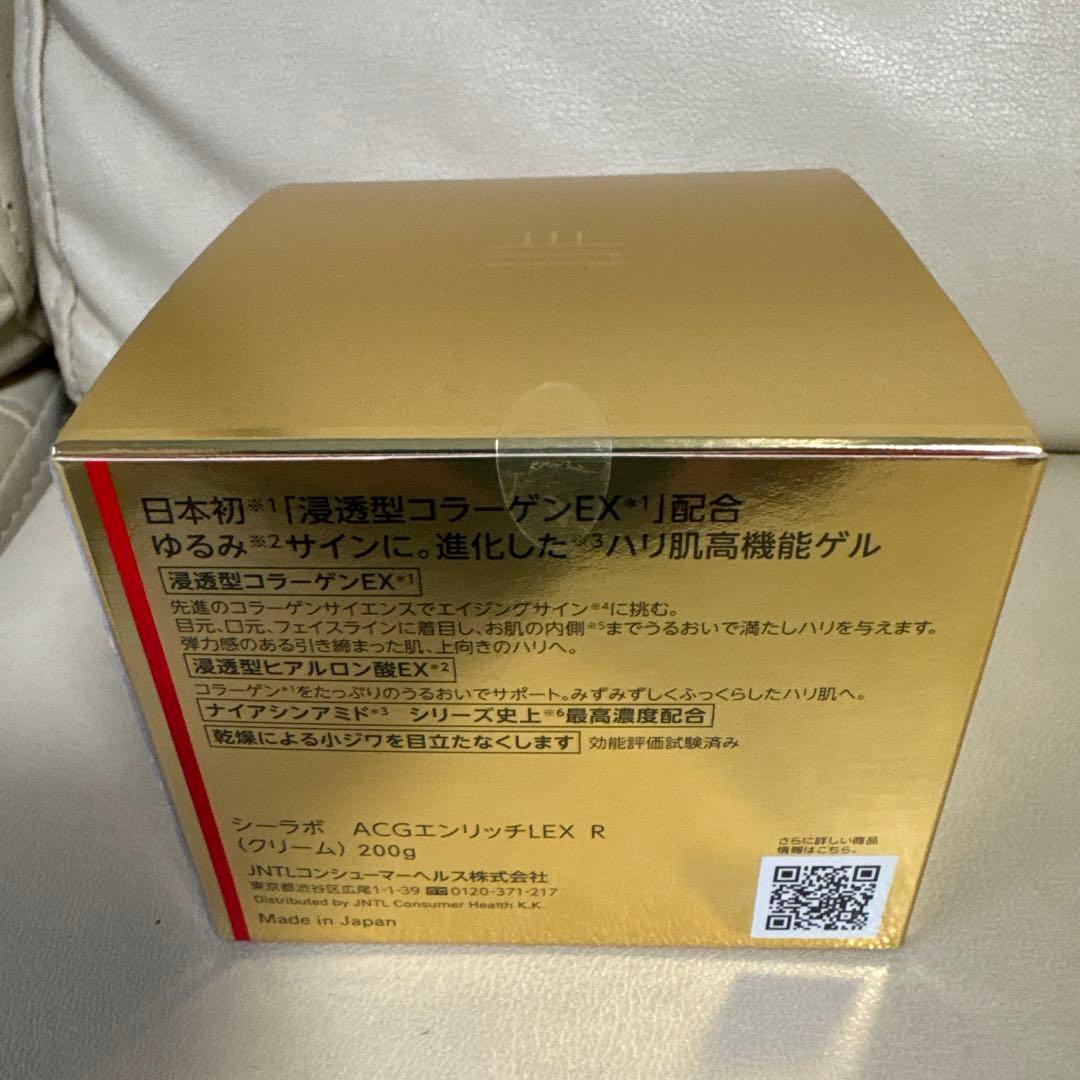 日本初※1「浸透型コラーゲンEX*1」配合
ゆるみ※2サインに。進化した※3ハリ肌高機能ゲル
浸透型コラーゲンEX*1
先進のコラーゲンサイエンスでエイジングサイン※4に挑む。
目元、口元、フェイスラインに着目し、お肌の内側※5までうるおいで満たしハリを与えます。
弾力感のある引き締まった肌、上向きのハリへ。
浸透型ヒアルロン酸EX*2
コラーゲン*1をたっぷりのうるおいでサポート。みずみずしくふっくらしたハリ肌へ。
ナイアシンアミド*3 シリーズ史上※6最高濃度配合
乾燥による小ジワを目立たなくします 効能評価試験済み
シーラボ ACGエンリッチLEX R
(クリーム) 200g
JNTLコンシューマーヘルス株式会社
東京都渋谷区広尾1-1-39 0120-371-217
Distributed by JNTL Consumer Health K.K.
Made in Japan
さらに詳しい商品
情報はこちら。